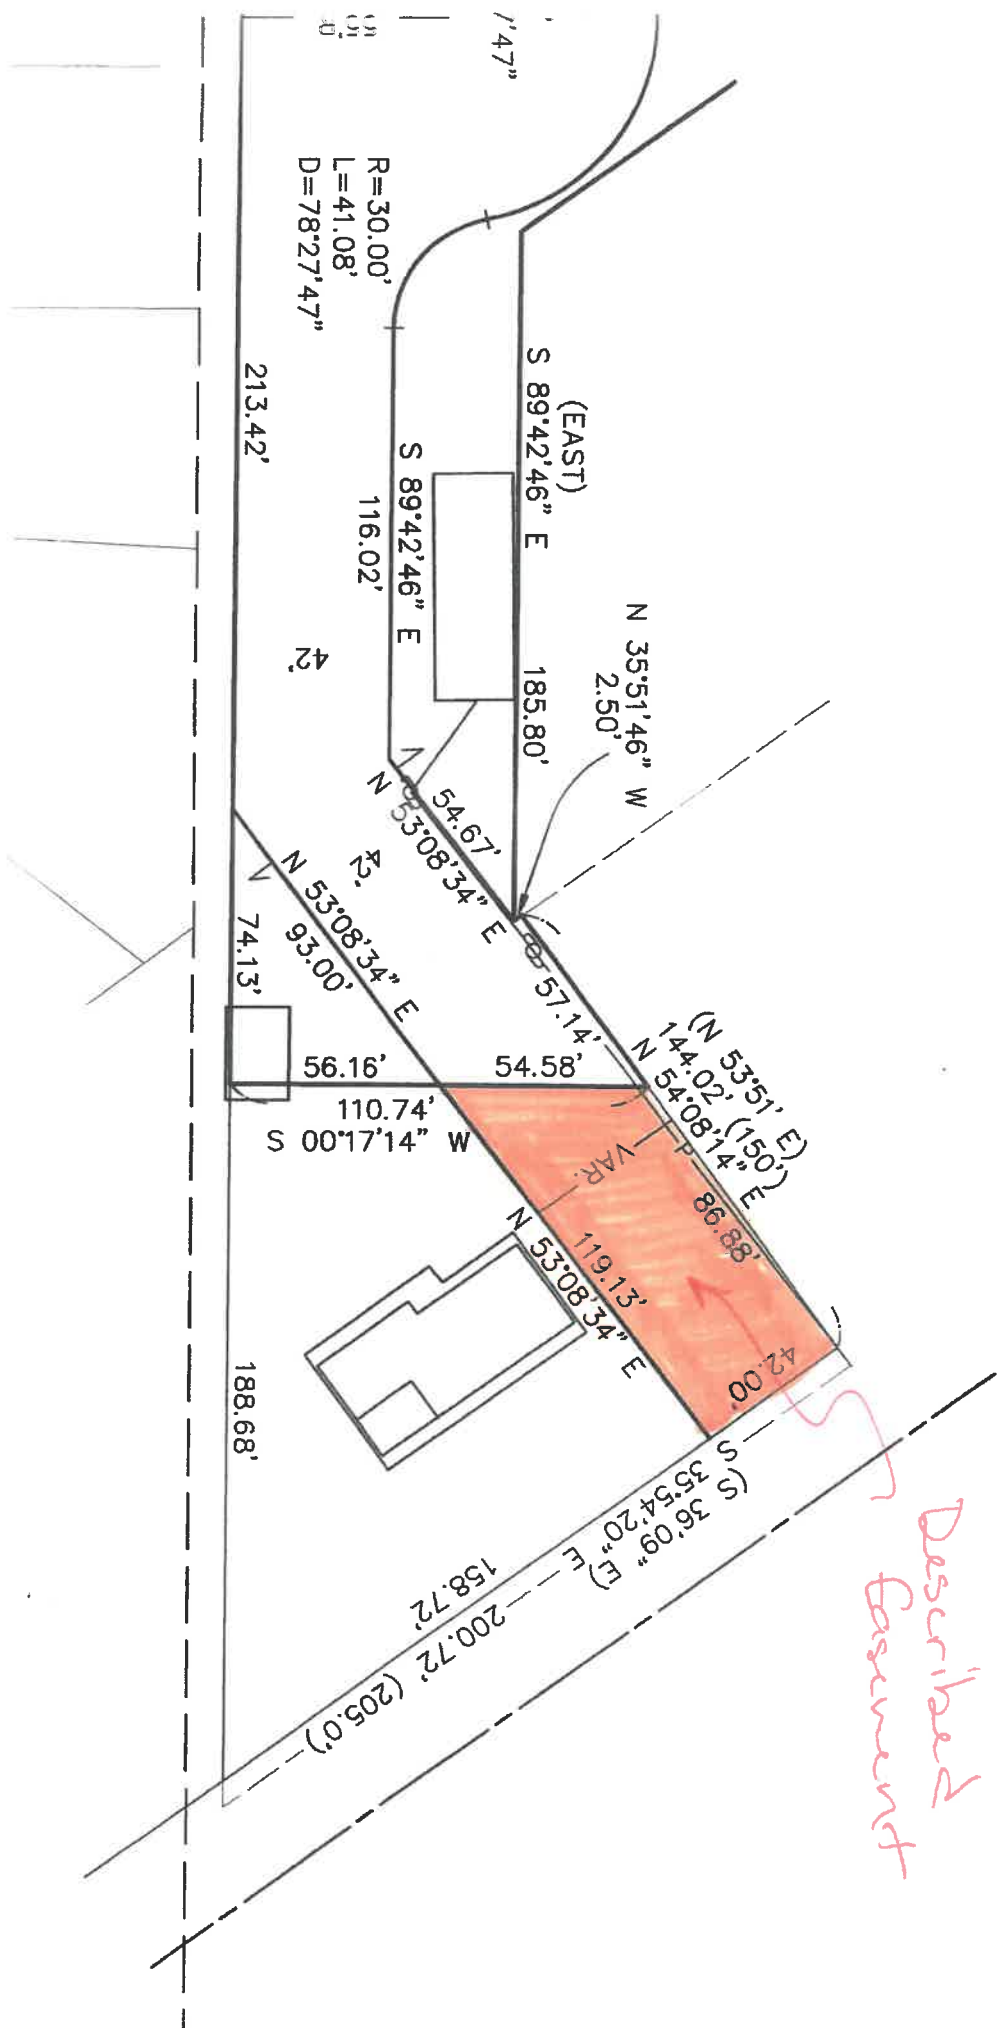 '47"
R=30.00'
L=41.08'
D=78°27'47"
213.42'
(EAST)
S 89°42'46" E
185.80'
S 89°42'46" E
116.02'
42'
N 35°51'46" W
2.50'
54.67'
N 53°08'34" E
42'
N 53°08'34" E
93.00'
74.13'
57.14'
(N 53°51' E)
144.02' (150')
N 54°08'14" E
56.16'
54.58'
110.74'
S 00°17'14" W
VAR.
P
86.88'
119.13'
N 53°08'34" E
42.00'
(S 36°09" E)
S 35°54'20" E
158.72'
200.72' (205.0')
188.68'
Described
Easement